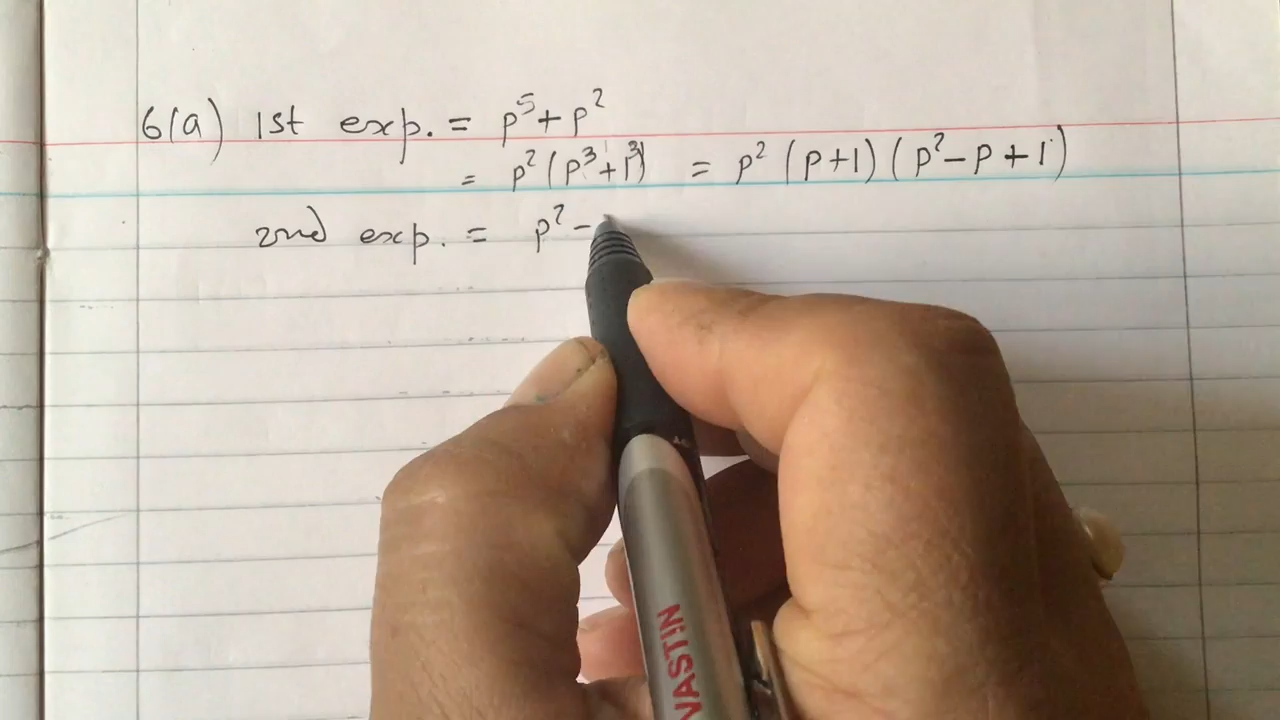 6(a) 1st exp. = p⁵ + p²
= p² (p³ + 1³) = p² (p+1) (p² - p + 1)
2nd exp. = p² -
VASTIN